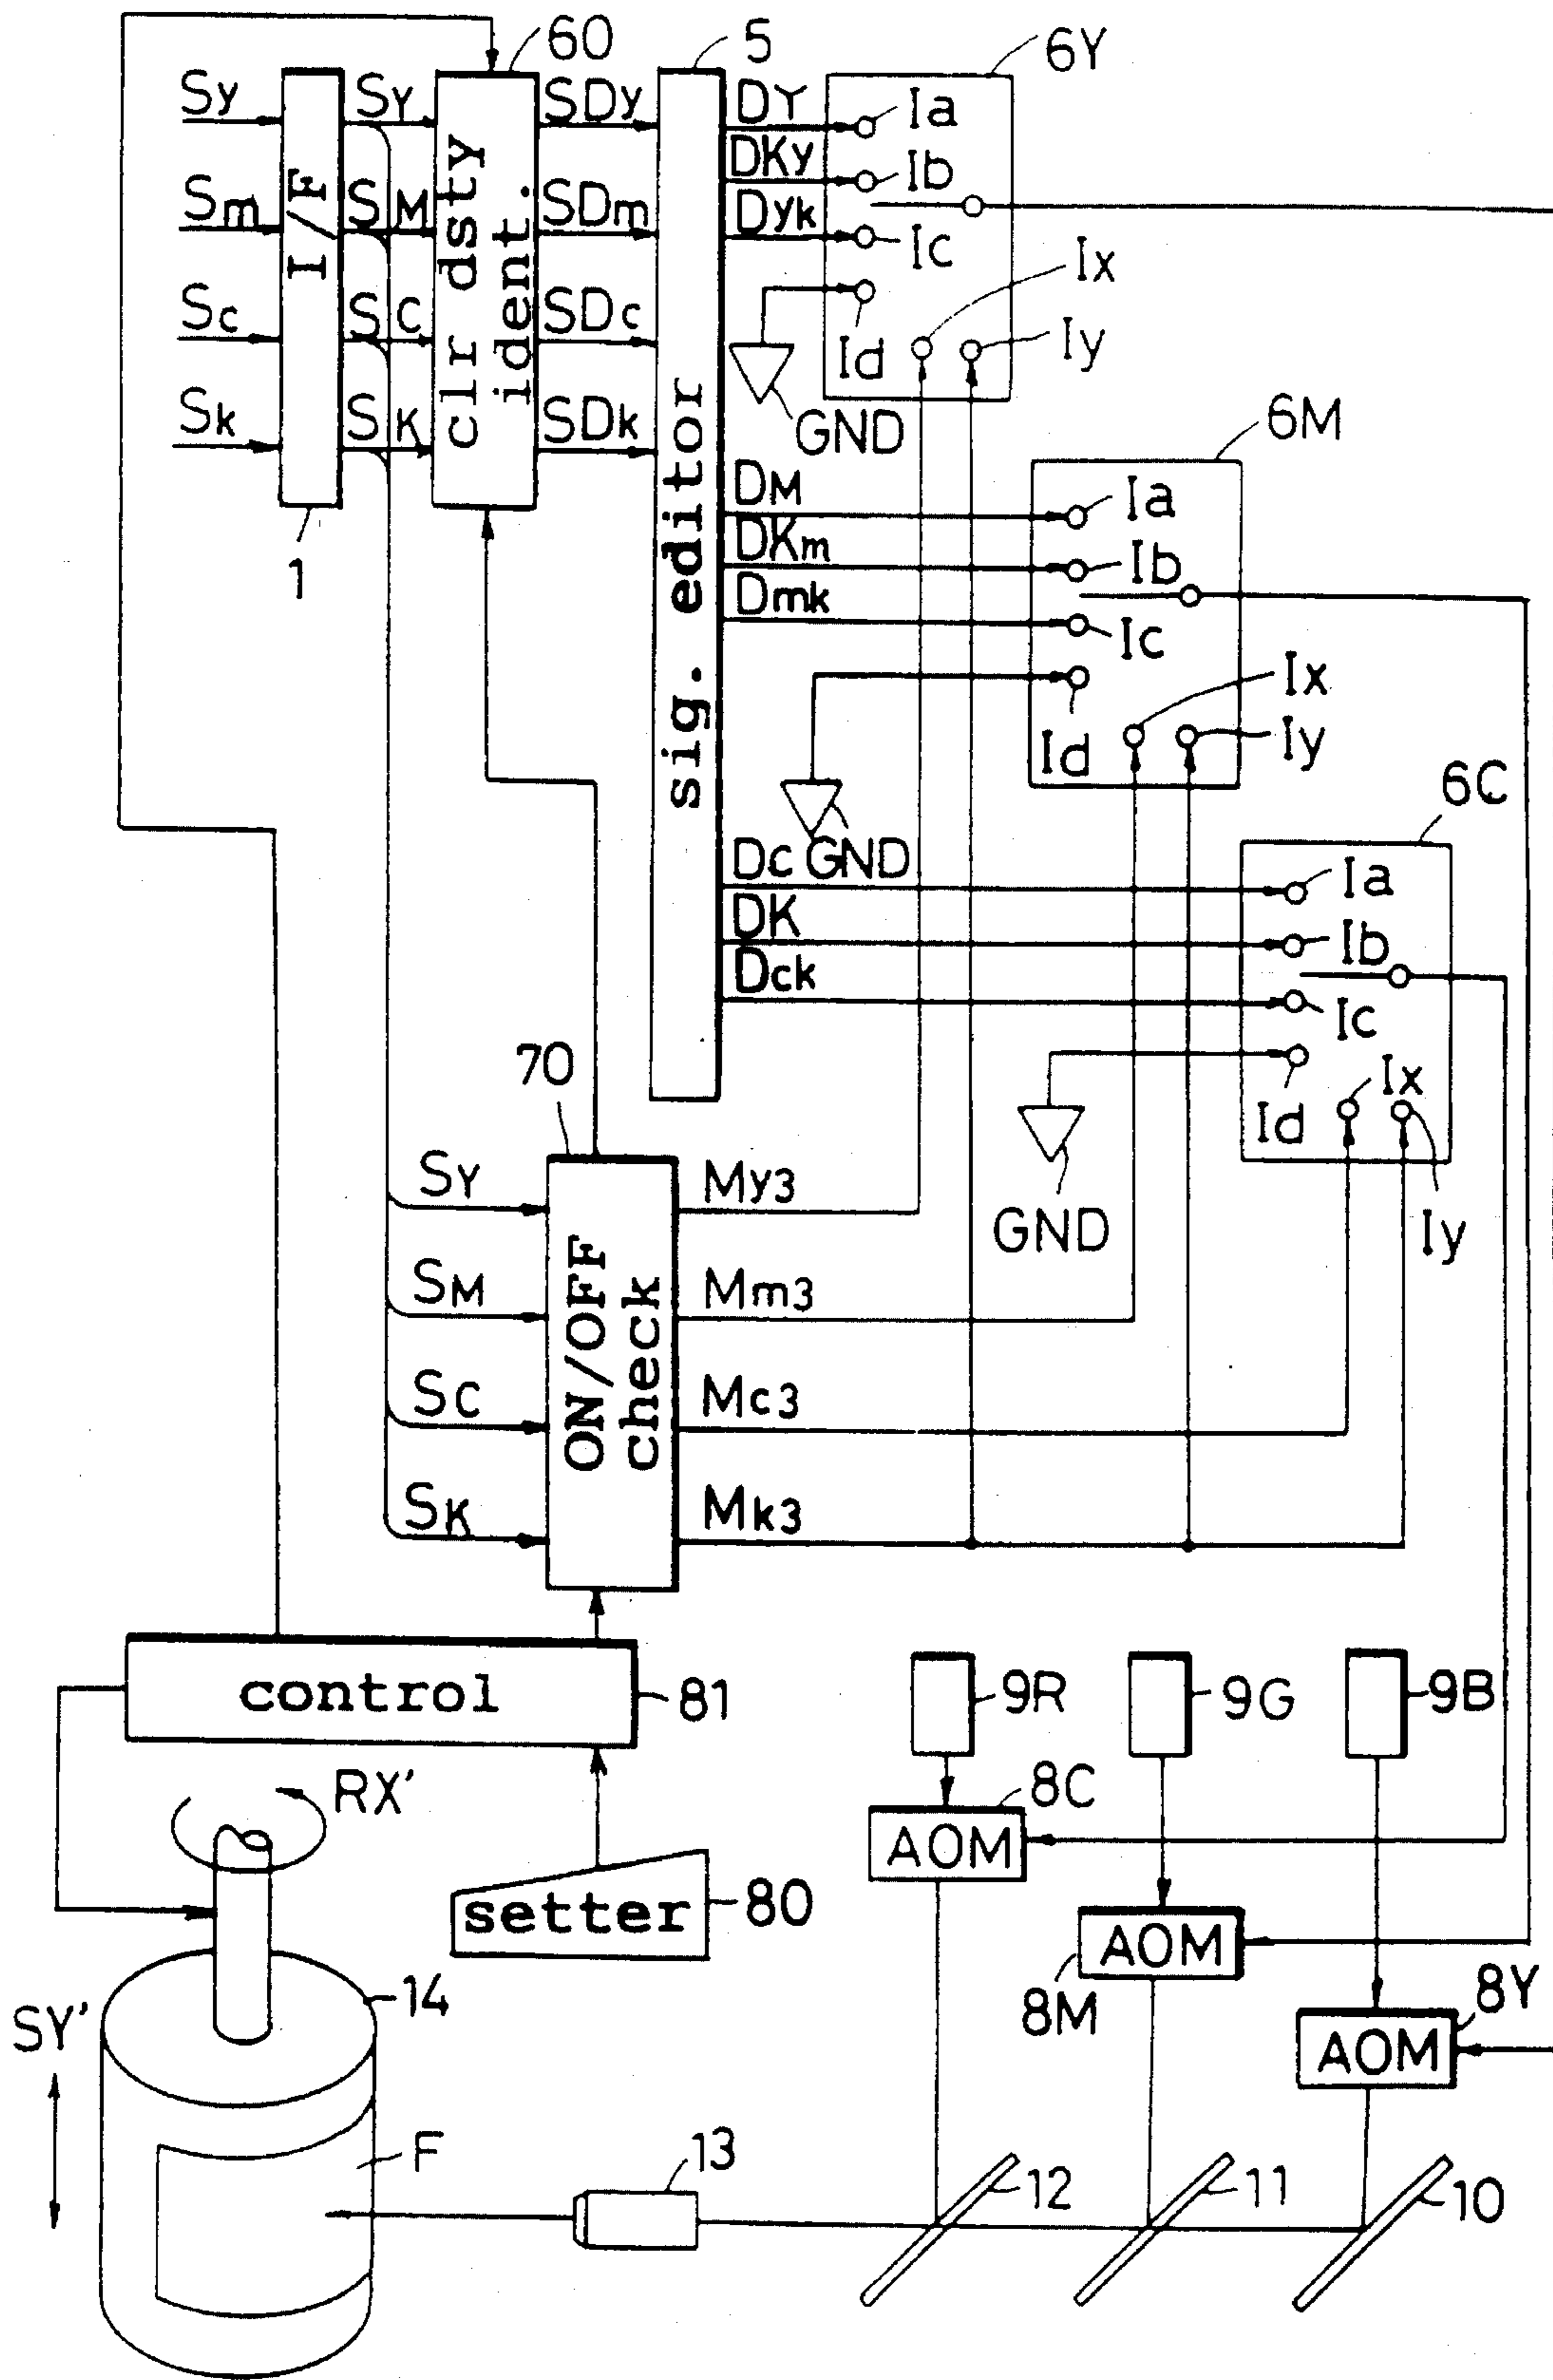 60
5
6Y
Sy
SY
SDy
DY
Ia
DKy
Ib
Sm
SM
SDm
Dyk
Ic
I/F
clr dsty
ident.
Ix
Sc
SC
SDc
Id
Iy
Sk
SK
SDk
GND
6M
sig. editor
DM
Ia
DKm
Ib
1
Dmk
Ic
Ix
Id
Iy
6C
Dc
GND
Ia
DK
Ib
Dck
Ic
70
Ix
Id
SY
My3
GND
Iy
ON/OFF
check
SM
Mm3
SC
Mc3
SK
Mk3
control
81
9R
9G
9B
RX'
8C
AOM
setter
80
AOM
14
8M
8Y
SY'
AOM
F
13
12
11
10